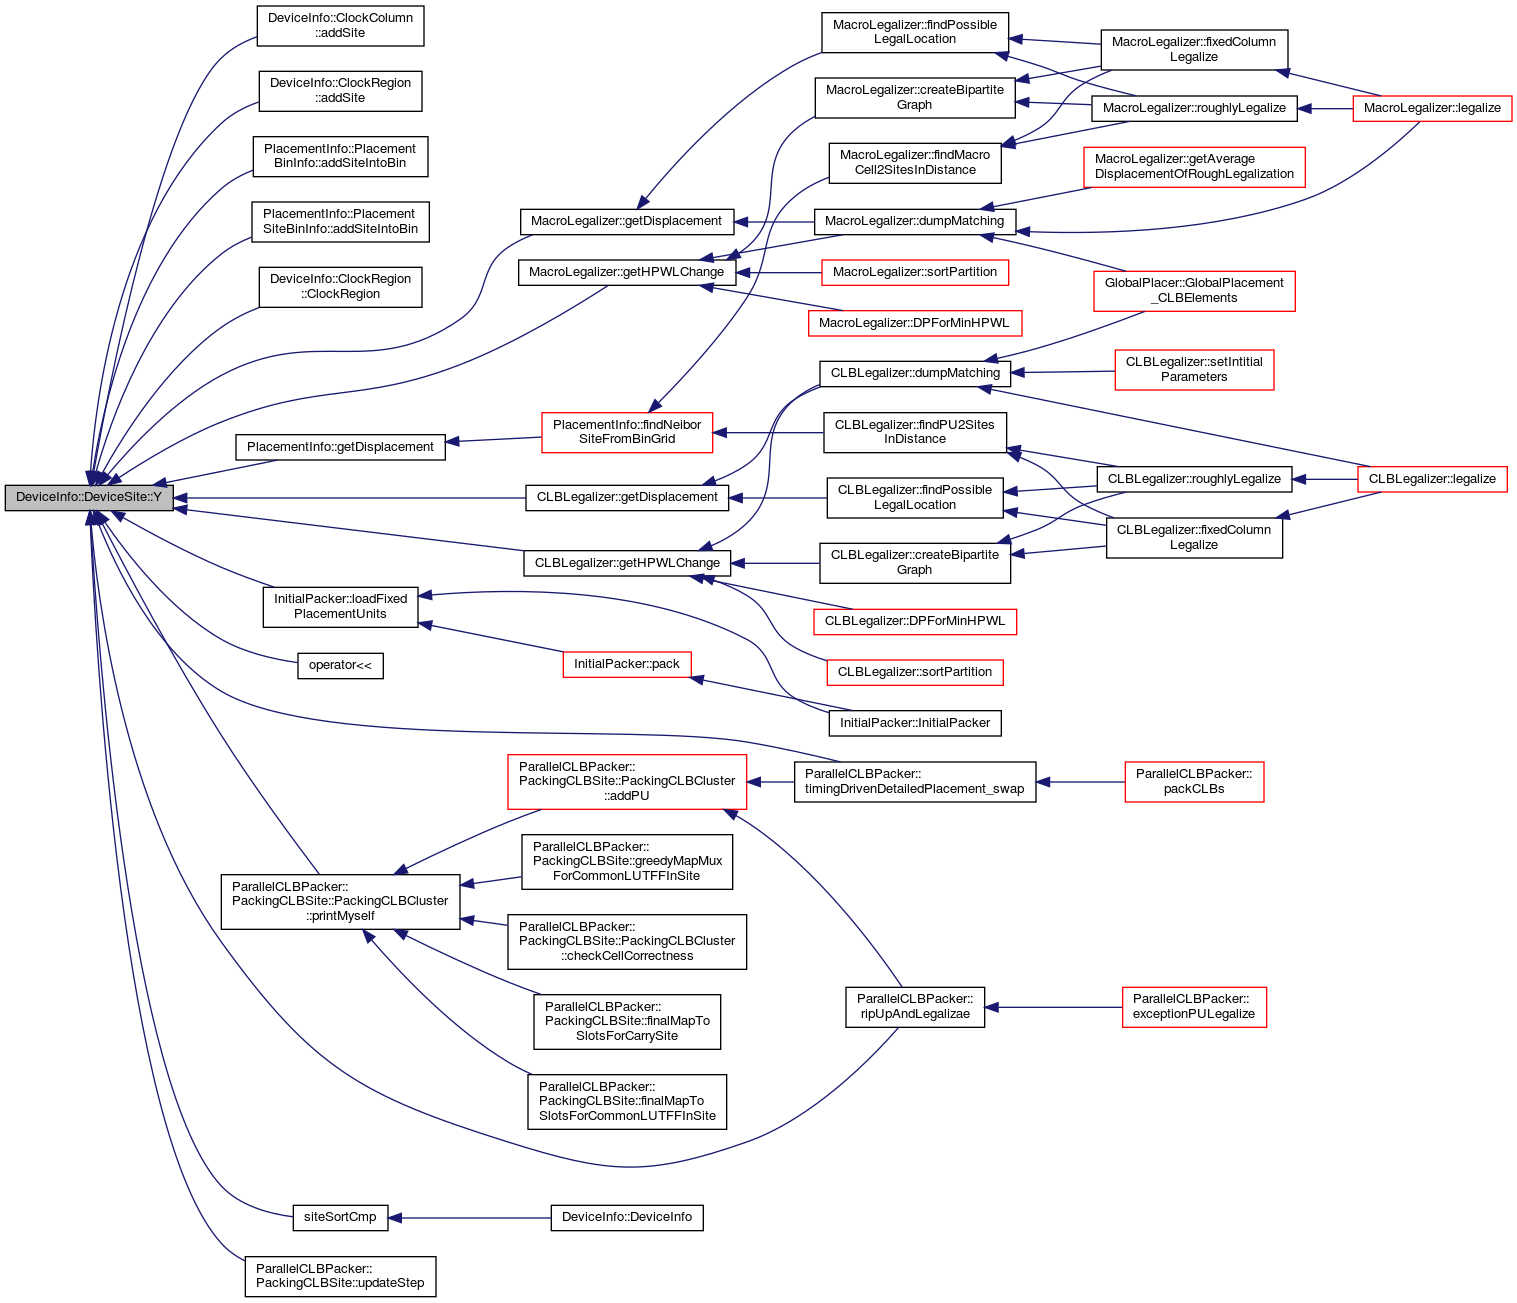 DeviceInfo::ClockColumn
::addSite
DeviceInfo::ClockRegion
::addSite
PlacementInfo::Placement
BinInfo::addSiteIntoBin
PlacementInfo::Placement
SiteBinInfo::addSiteIntoBin
DeviceInfo::ClockRegion
::ClockRegion
PlacementInfo::getDisplacement
DeviceInfo::DeviceSite::Y
InitialPacker::loadFixed
PlacementUnits
operator<<
ParallelCLBPacker::
PackingCLBSite::PackingCLBCluster
::printMyself
siteSortCmp
ParallelCLBPacker::
PackingCLBSite::updateStep
MacroLegalizer::getDisplacement
MacroLegalizer::getHPWLChange
PlacementInfo::findNeibor
SiteFromBinGrid
CLBLegalizer::getDisplacement
CLBLegalizer::getHPWLChange
InitialPacker::pack
ParallelCLBPacker::
PackingCLBSite::PackingCLBCluster
::addPU
ParallelCLBPacker::
PackingCLBSite::greedyMapMux
ForCommonLUTFFInSite
ParallelCLBPacker::
PackingCLBSite::PackingCLBCluster
::checkCellCorrectness
ParallelCLBPacker::
PackingCLBSite::finalMapTo
SlotsForCarrySite
ParallelCLBPacker::
PackingCLBSite::finalMapTo
SlotsForCommonLUTFFInSite
DeviceInfo::DeviceInfo
MacroLegalizer::findPossible
LegalLocation
MacroLegalizer::createBipartite
Graph
MacroLegalizer::findMacro
Cell2SitesInDistance
MacroLegalizer::dumpMatching
MacroLegalizer::sortPartition
MacroLegalizer::DPForMinHPWL
CLBLegalizer::dumpMatching
CLBLegalizer::findPU2Sites
InDistance
CLBLegalizer::findPossible
LegalLocation
CLBLegalizer::createBipartite
Graph
CLBLegalizer::DPForMinHPWL
CLBLegalizer::sortPartition
InitialPacker::InitialPacker
ParallelCLBPacker::
timingDrivenDetailedPlacement_swap
ParallelCLBPacker::
ripUpAndLegalizae
MacroLegalizer::fixedColumn
Legalize
MacroLegalizer::roughlyLegalize
MacroLegalizer::getAverage
DisplacementOfRoughLegalization
GlobalPlacer::GlobalPlacement
_CLBElements
CLBLegalizer::setIntitial
Parameters
CLBLegalizer::roughlyLegalize
CLBLegalizer::fixedColumn
Legalize
ParallelCLBPacker::
packCLBs
ParallelCLBPacker::
exceptionPULegalize
MacroLegalizer::legalize
CLBLegalizer::legalize